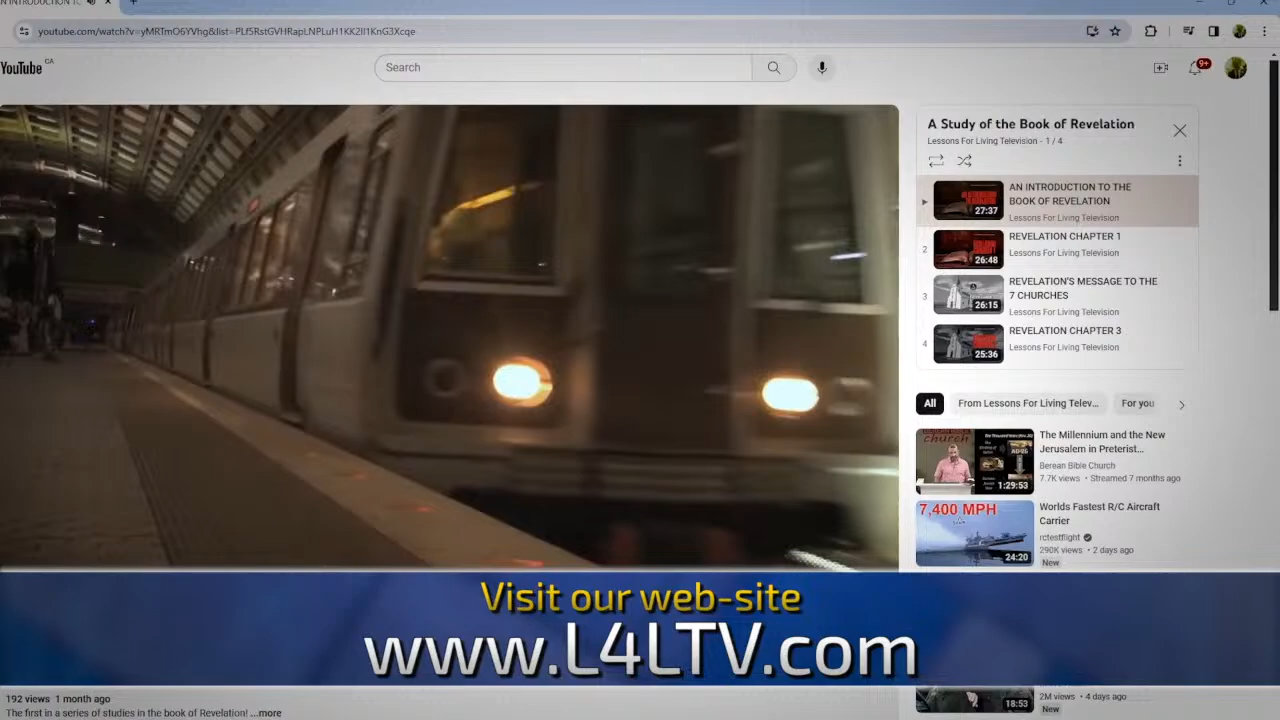 youtube.com/watch?v=yMRTmO6YVhg&list=PLf5RstGVHRapLNPLuH1KK2lI1KnG3Xcqe
YouTube CA
Search
9+
A Study of the Book of Revelation
Lessons For Living Television - 1 / 4
27:37
AN INTRODUCTION TO THE
BOOK OF REVELATION
Lessons For Living Television
2
26:48
REVELATION CHAPTER 1
Lessons For Living Television
3
26:15
REVELATION'S MESSAGE TO THE
7 CHURCHES
Lessons For Living Television
4
25:36
REVELATION CHAPTER 3
Lessons For Living Television
All
From Lessons For Living Telev...
For you
church
1:29:53
The Millennium and the New
Jerusalem in Preterist...
Berean Bible Church
7.7K views • Streamed 7 months ago
7,400 MPH
24:20
Worlds Fastest R/C Aircraft
Carrier
rctestflight
290K views • 2 days ago
New
Visit our web-site
www.L4LTV.com
192 views 1 month ago
The first in a series of studies in the book of Revelation! ...more
18:53
2M views • 4 days ago
New